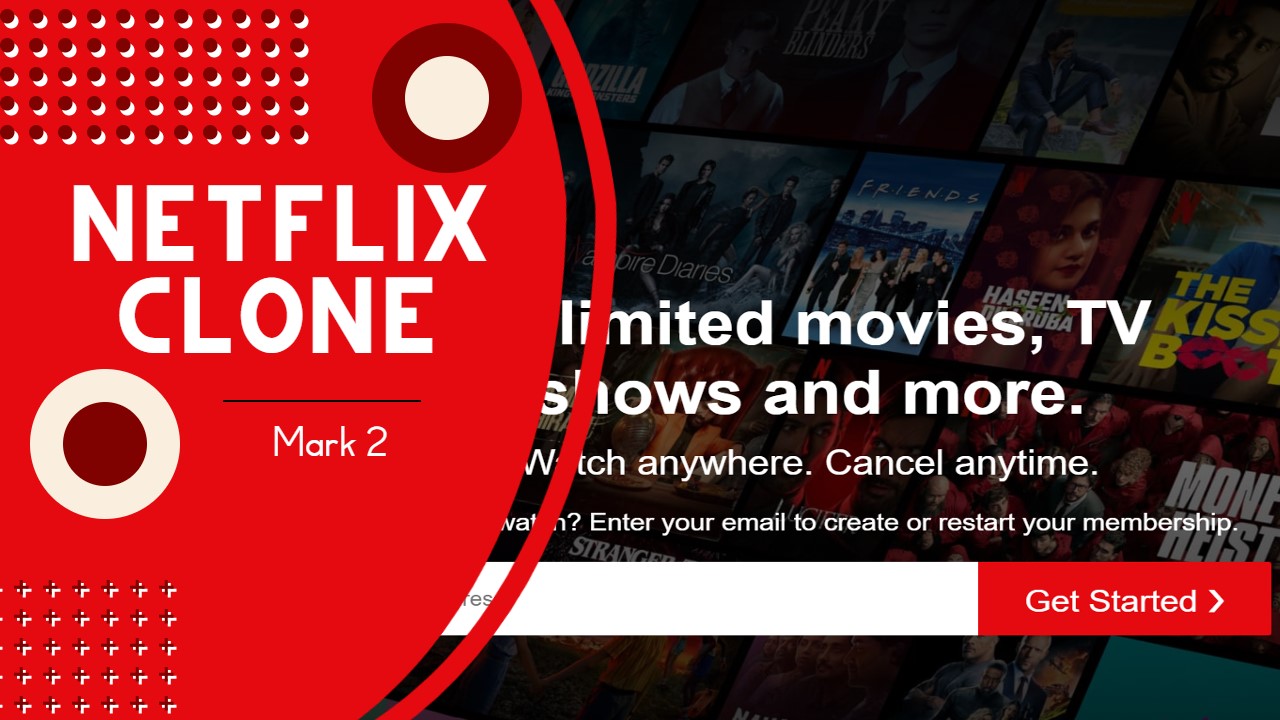 NETFLIX
CLONE
Mark 2
PEAKY
BLINDERS
GODZILLA
Vampire Diaries
FRIENDS
HASEEN
DILRUBA
THE
KISS
limited movies, TV
shows and more.
Watch anywhere. Cancel anytime.
watch? Enter your email to create or restart your membership.
LUCIFER
MONEY
HEIST
STRANGER
Get Started ❯